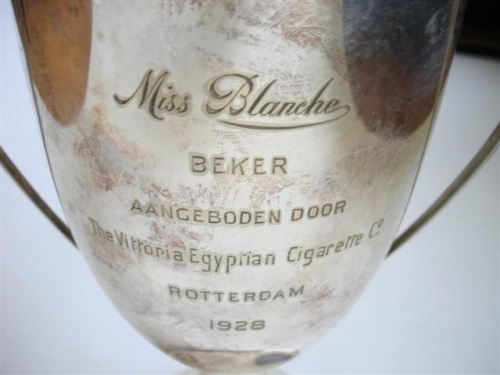 Miss Blanche
BEKER
AANGEBODEN DOOR
The Vittoria Egyptian Cigarette Co
ROTTERDAM
1928